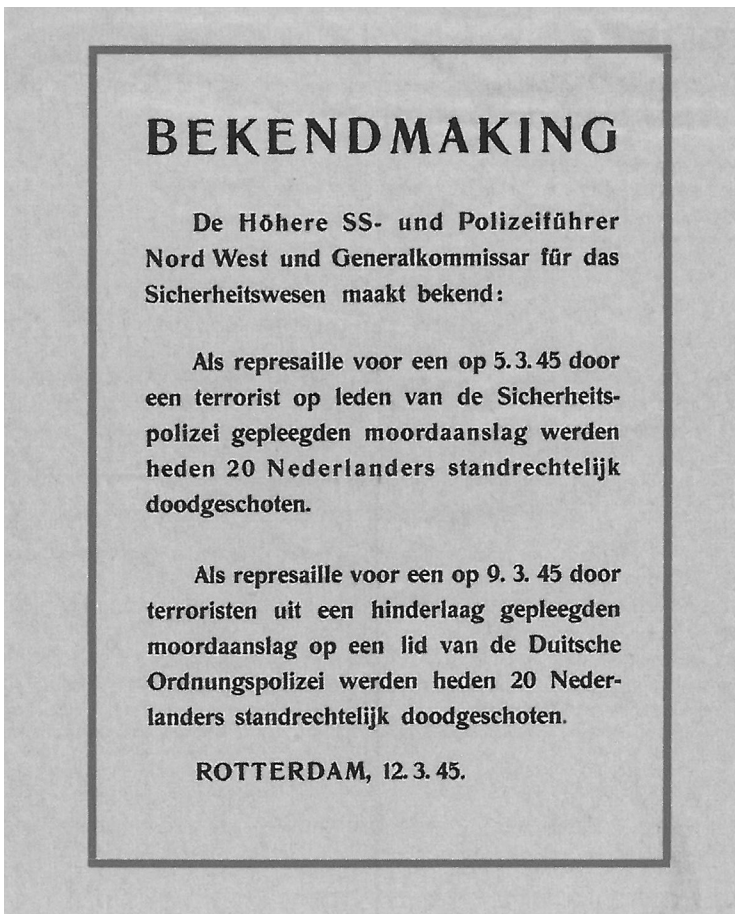 BEKENDMAKING
De Höhere SS- und Polizeiführer
Nord West und Generalkommissar für das
Sicherheitswesen maakt bekend:
Als represaille voor een op 5.3.45 door
een terrorist op leden van de Sicherheits-
polizei gepleegden moordaanslag werden
heden 20 Nederlanders standrechtelijk
doodgeschoten.
Als represaille voor een op 9. 3. 45 door
terroristen uit een hinderlaag gepleegden
moordaanslag op een lid van de Duitsche
Ordnungspolizei werden heden 20 Neder-
landers standrechtelijk doodgeschoten.
ROTTERDAM, 12.3.45.